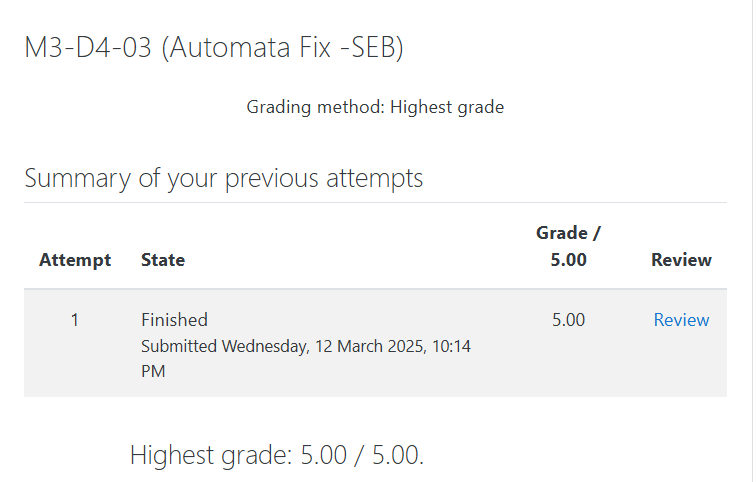 M3-D4-03 (Automata Fix -SEB)
Grading method: Highest grade
Summary of your previous attempts
Grade /
Attempt State 5.00 Review
1 Finished 5.00 Review
Submitted Wednesday, 12 March 2025, 10:14
PM
Highest grade: 5.00 / 5.00.